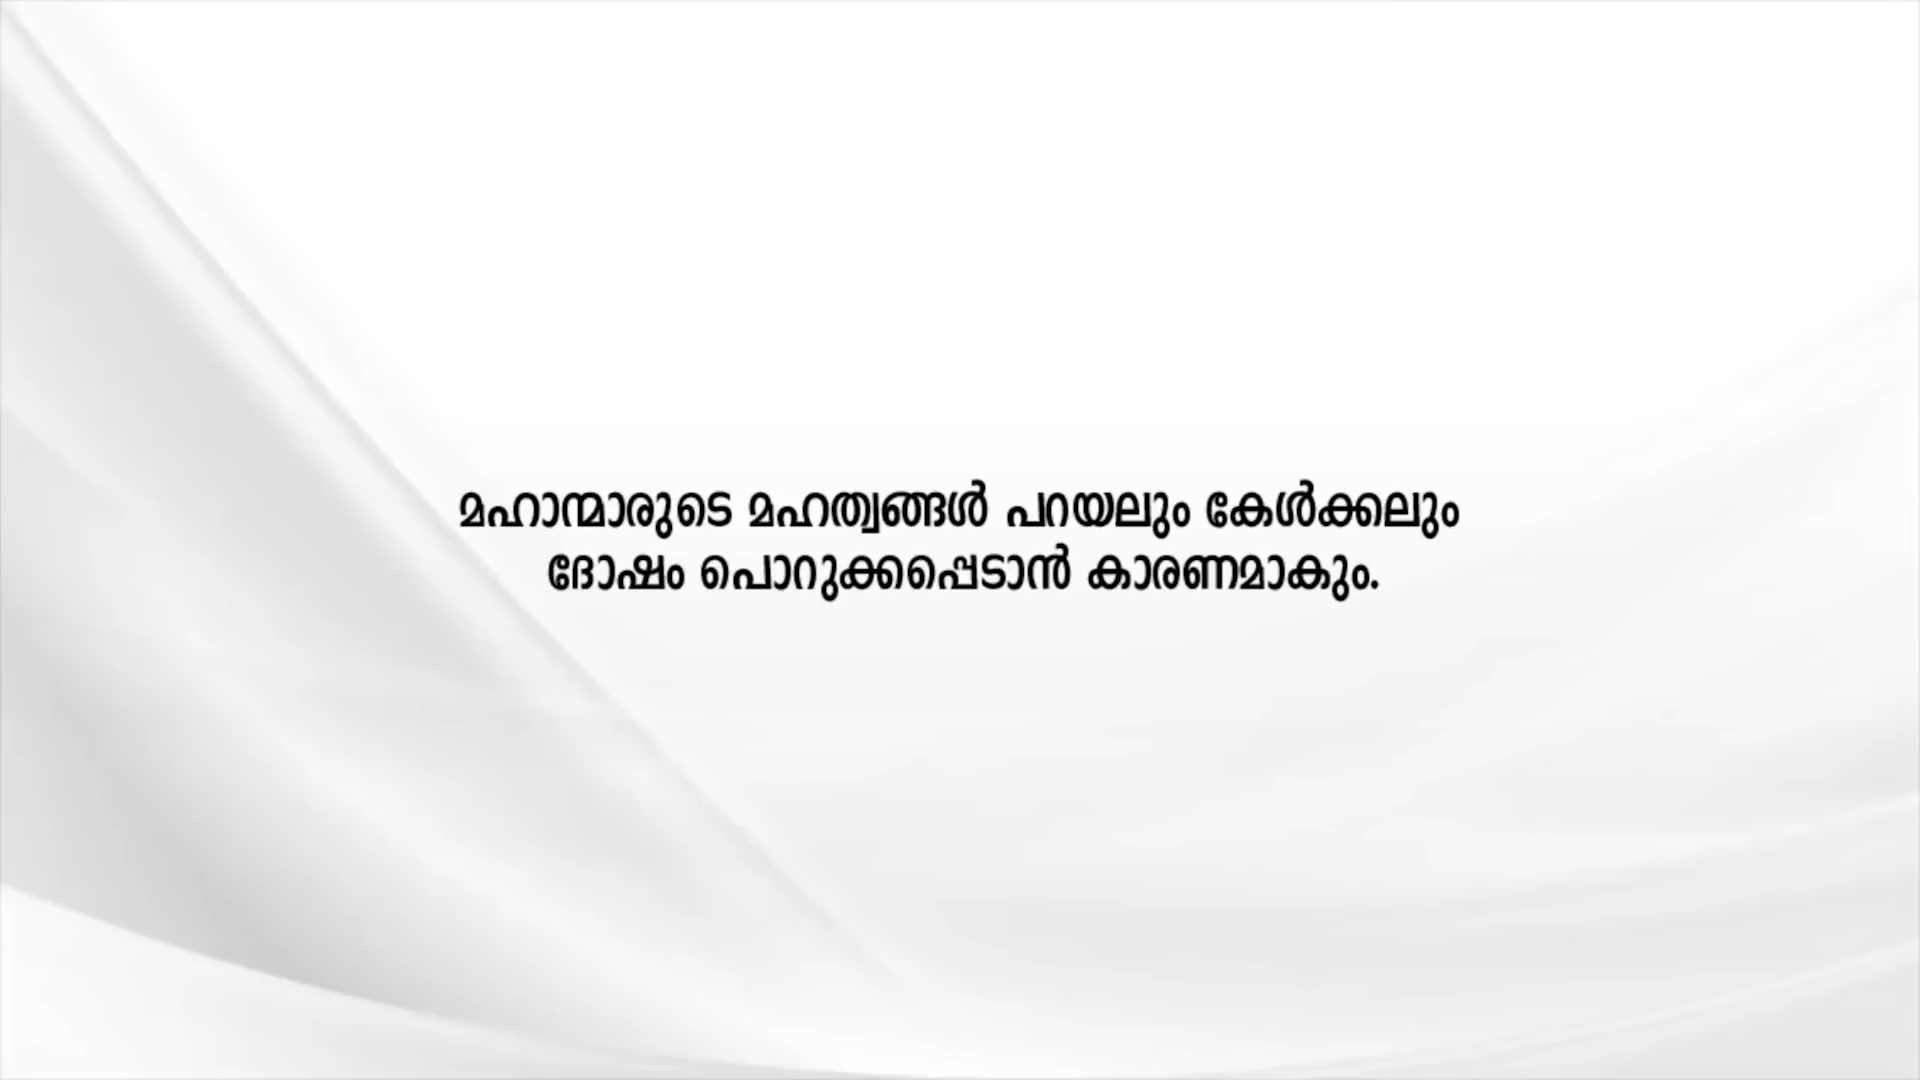 മഹാന്മാരുടെ മഹത്വങ്ങൾ പറയലും കേൾക്കലും
ദോഷം പൊറുക്കപ്പെടാൻ കാരണമാകും.